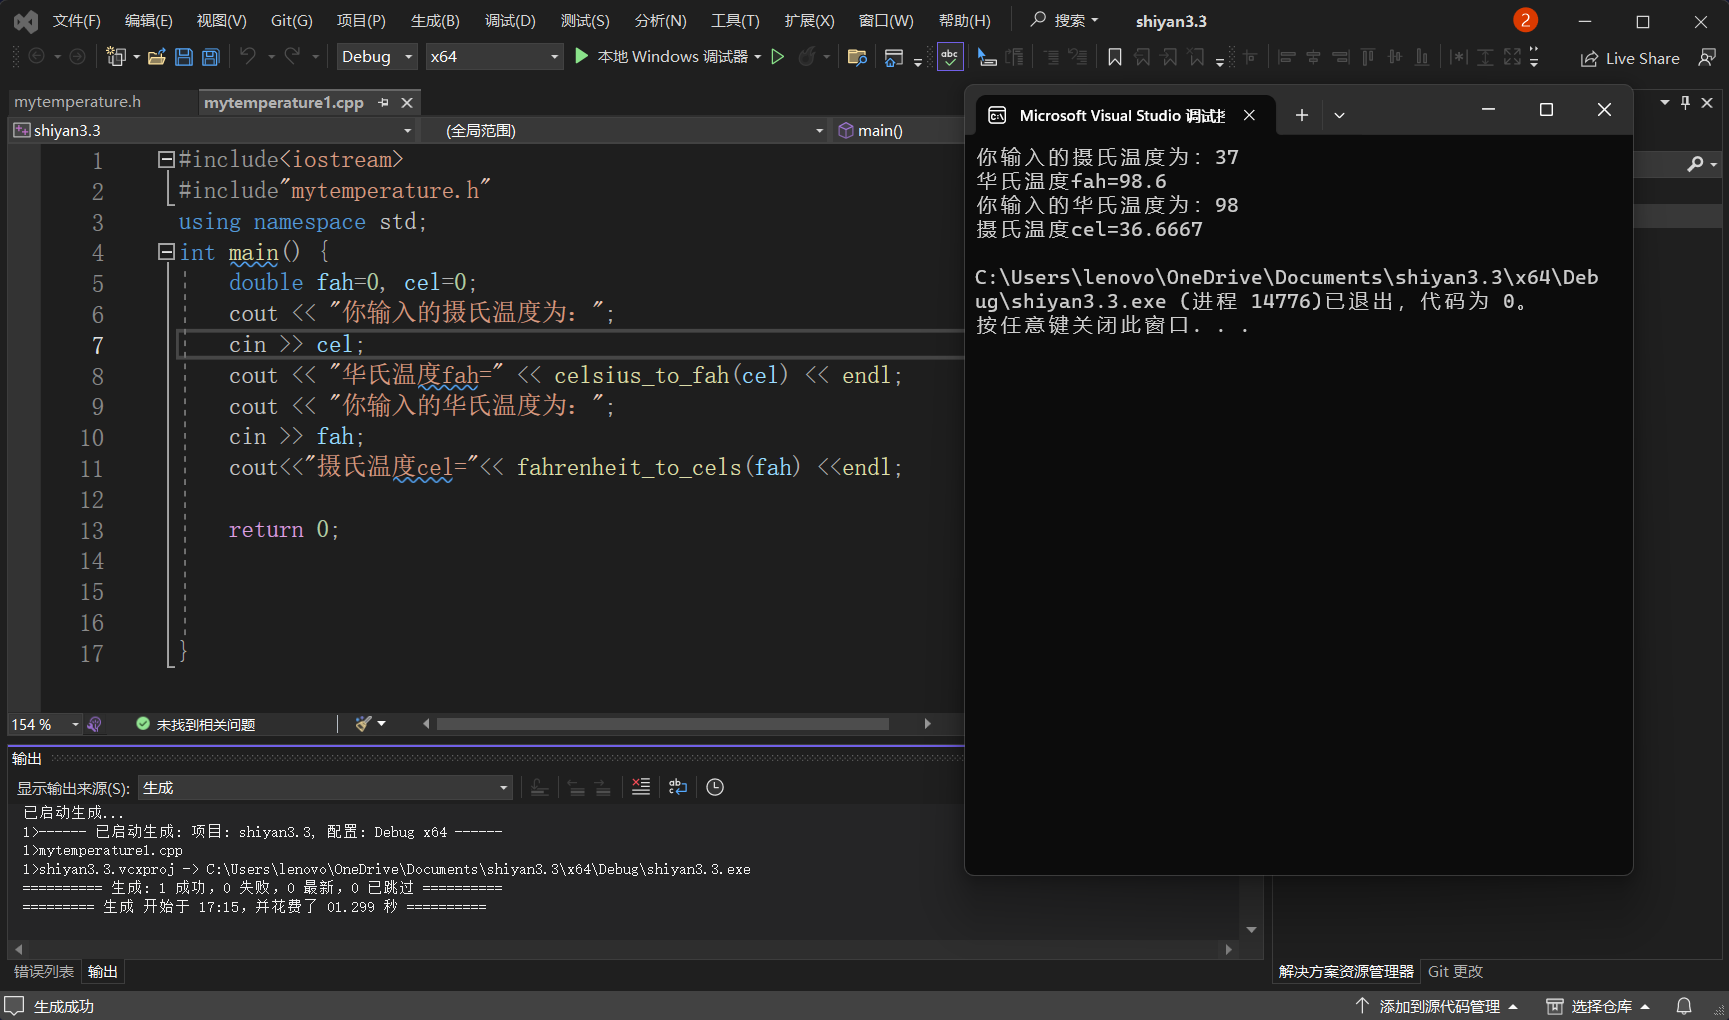 文件(F) 编辑(E) 视图(V) Git(G) 项目(P) 生成(B) 调试(D) 测试(S) 分析(N) 工具(T) 扩展(X) 窗口(W) 帮助(H) 搜索 shiyan3.3 2
Debug x64 本地 Windows 调试器 abc Live Share
mytemperature.h mytemperature1.cpp
shiyan3.3 (全局范围) main()
1 #include<iostream>
2 #include"mytemperature.h"
3 using namespace std;
4 int main() {
5 double fah=0, cel=0;
6 cout << "你输入的摄氏温度为：";
7 cin >> cel;
8 cout << "华氏温度fah=" << celsius_to_fah(cel) << endl;
9 cout << "你输入的华氏温度为：";
10 cin >> fah;
11 cout<<"摄氏温度cel="<< fahrenheit_to_cels(fah) <<endl;
12
13 return 0;
14
15
16
17 }
154 % 未找到相关问题
Microsoft Visual Studio 调试
你输入的摄氏温度为：37
华氏温度fah=98.6
你输入的华氏温度为：98
摄氏温度cel=36.6667
C:\Users\lenovo\OneDrive\Documents\shiyan3.3\x64\Deb
ug\shiyan3.3.exe (进程 14776)已退出，代码为 0。
按任意键关闭此窗口. . .
输出
显示输出来源(S): 生成
已启动生成...
1>------ 已启动生成: 项目: shiyan3.3, 配置: Debug x64 ------
1>mytemperature1.cpp
1>shiyan3.3.vcxproj -> C:\Users\lenovo\OneDrive\Documents\shiyan3.3\x64\Debug\shiyan3.3.exe
========== 生成: 1 成功，0 失败，0 最新，0 已跳过 ==========
========= 生成 开始于 17:15，并花费了 01.299 秒 ==========
错误列表 输出
解决方案资源管理器 Git 更改
生成成功 添加到源代码管理 选择仓库